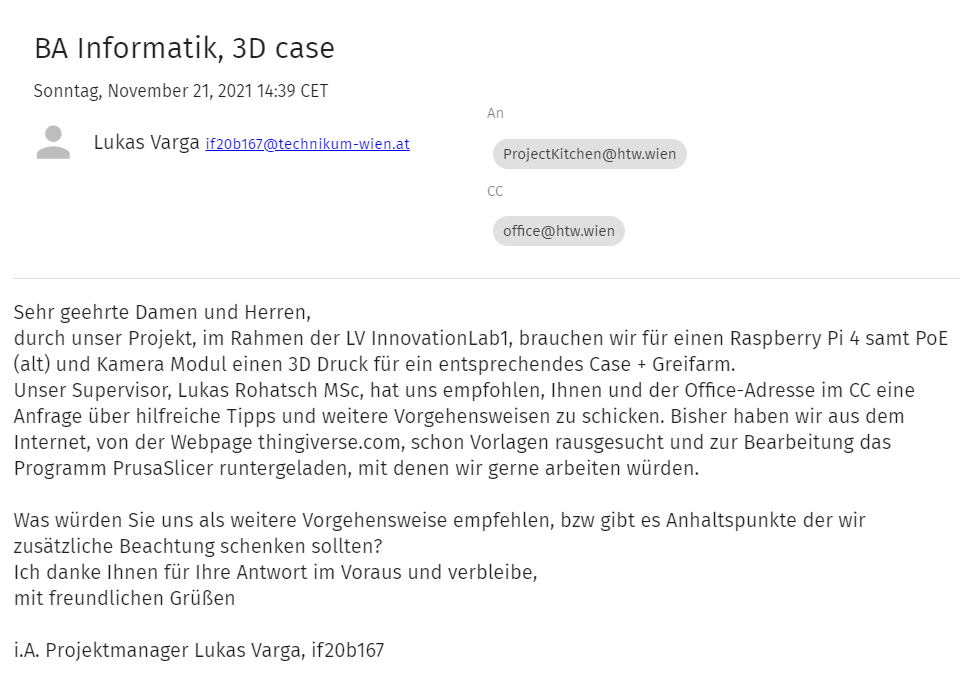 BA Informatik, 3D case
Sonntag, November 21, 2021 14:39 CET
Lukas Varga if20b167@technikum-wien.at
An
ProjectKitchen@htw.wien
CC
office@htw.wien
Sehr geehrte Damen und Herren,
durch unser Projekt, im Rahmen der LV InnovationLab1, brauchen wir für einen Raspberry Pi 4 samt PoE
(alt) und Kamera Modul einen 3D Druck für ein entsprechendes Case + Greifarm.
Unser Supervisor, Lukas Rohatsch MSc, hat uns empfohlen, Ihnen und der Office-Adresse im CC eine
Anfrage über hilfreiche Tipps und weitere Vorgehensweisen zu schicken. Bisher haben wir aus dem
Internet, von der Webpage thingiverse.com, schon Vorlagen rausgesucht und zur Bearbeitung das
Programm PrusaSlicer runtergeladen, mit denen wir gerne arbeiten würden.
Was würden Sie uns als weitere Vorgehensweise empfehlen, bzw gibt es Anhaltspunkte der wir
zusätzliche Beachtung schenken sollten?
Ich danke Ihnen für Ihre Antwort im Voraus und verbleibe,
mit freundlichen Grüßen
i.A. Projektmanager Lukas Varga, if20b167